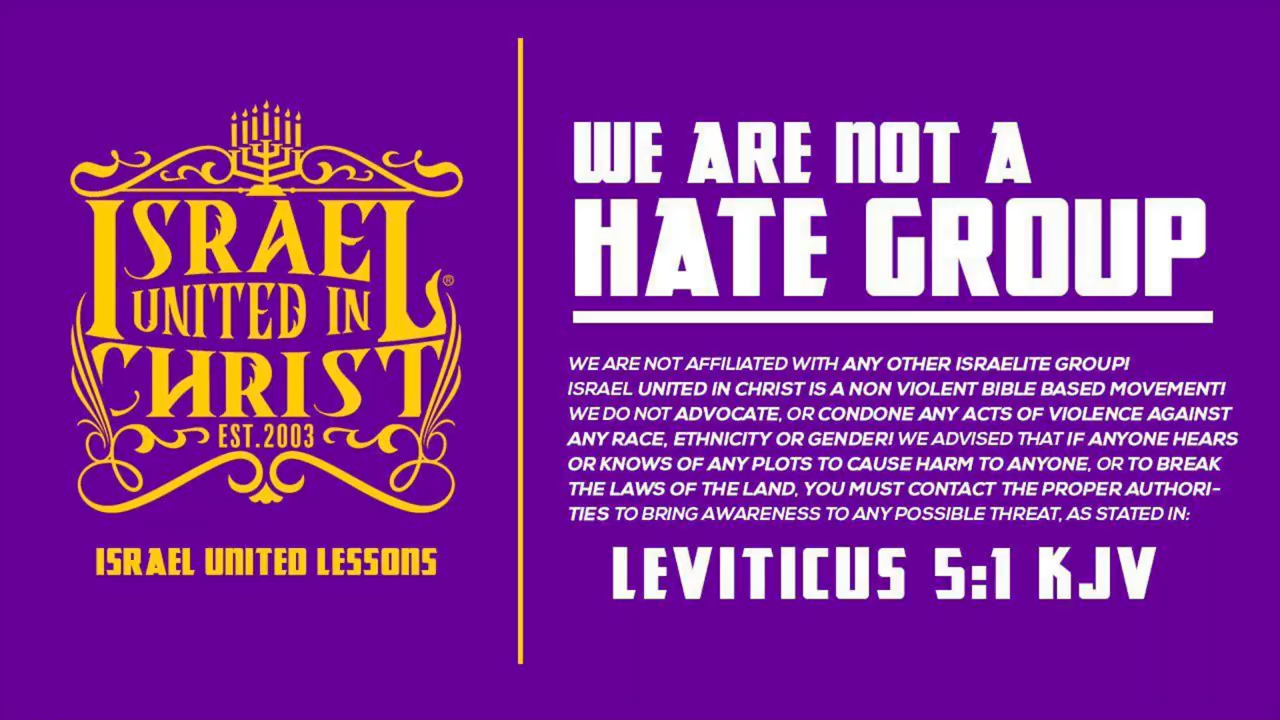 ISRAEL
UNITED IN
CHRIST
®
EST.2003
ISRAEL UNITED LESSONS
WE ARE NOT A
HATE GROUP
WE ARE NOT AFFILIATED WITH ANY OTHER ISRAELITE GROUP!
ISRAEL UNITED IN CHRIST IS A NON VIOLENT BIBLE BASED MOVEMENT!
WE DO NOT ADVOCATE, OR CONDONE ANY ACTS OF VIOLENCE AGAINST
ANY RACE, ETHNICITY OR GENDER! WE ADVISED THAT IF ANYONE HEARS
OR KNOWS OF ANY PLOTS TO CAUSE HARM TO ANYONE, OR TO BREAK
THE LAWS OF THE LAND, YOU MUST CONTACT THE PROPER AUTHORI-
TIES TO BRING AWARENESS TO ANY POSSIBLE THREAT, AS STATED IN:
LEVITICUS 5:1 KJV